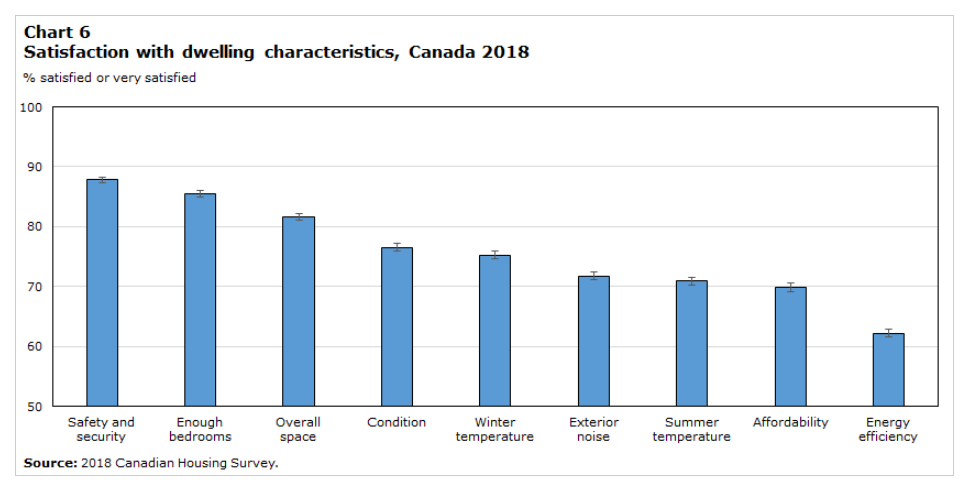 Chart 6
Satisfaction with dwelling characteristics, Canada 2018
% satisfied or very satisfied
100
90
80
70
60
50
Safety and
security
Enough
bedrooms
Overall
space
Condition
Winter
temperature
Exterior
noise
Summer
temperature
Affordability
Energy
efficiency
Source: 2018 Canadian Housing Survey.